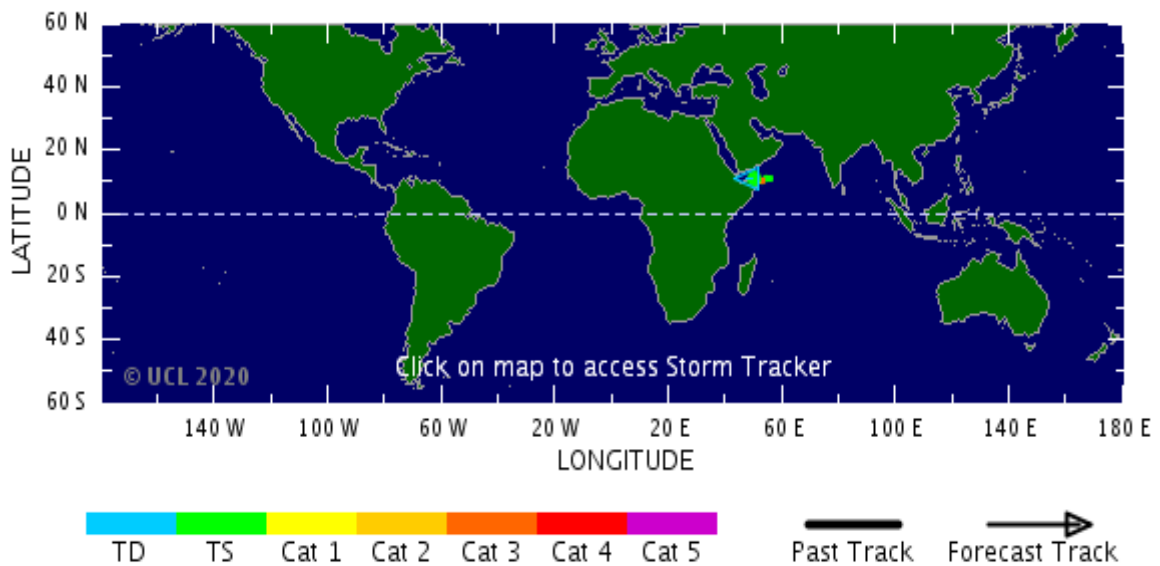 60 N
40 N
20 N
0 N
20 S
40 S
60 S
LATITUDE
Click on map to access Storm Tracker
© UCL 2020
140 W 100 W 60 W 20 W 20 E 60 E 100 E 140 E 180 E
LONGITUDE
TD TS Cat 1 Cat 2 Cat 3 Cat 4 Cat 5 Past Track Forecast Track